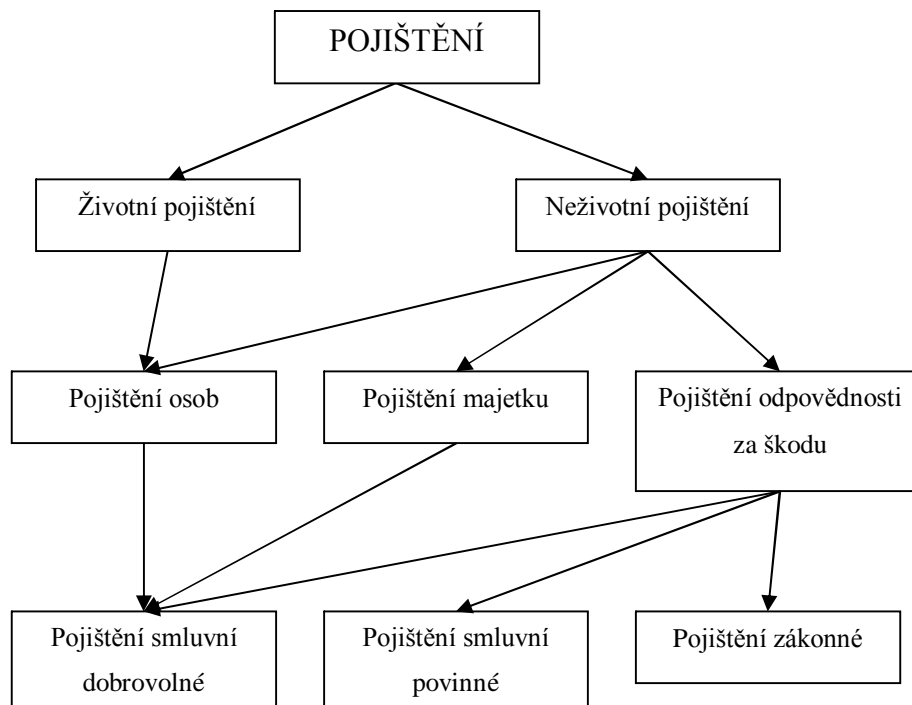 POJIŠTĚNÍ
Životní pojištění
Neživotní pojištění
Pojištění osob
Pojištění majetku
Pojištění odpovědnosti
za škodu
Pojištění smluvní
dobrovolné
Pojištění smluvní
povinné
Pojištění zákonné